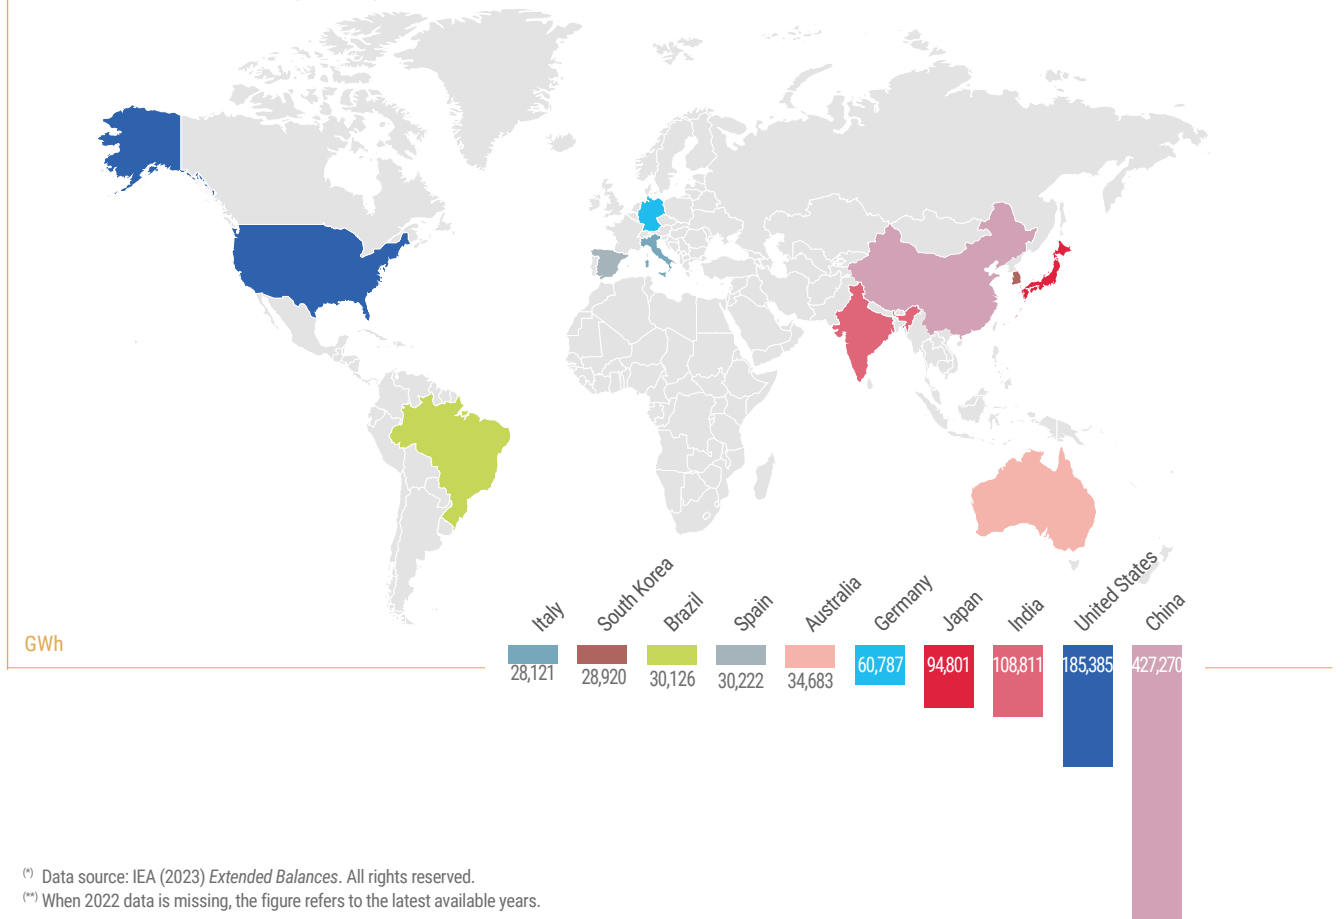 Italy
South Korea
Brazil
Spain
Australia
Germany
Japan
India
United States
China
GWh
28,121
28,920
30,126
30,222
34,683
60,787
94,801
108,811
185,385
427,270
(*) Data source: IEA (2023) Extended Balances. All rights reserved.
(**) When 2022 data is missing, the figure refers to the latest available years.